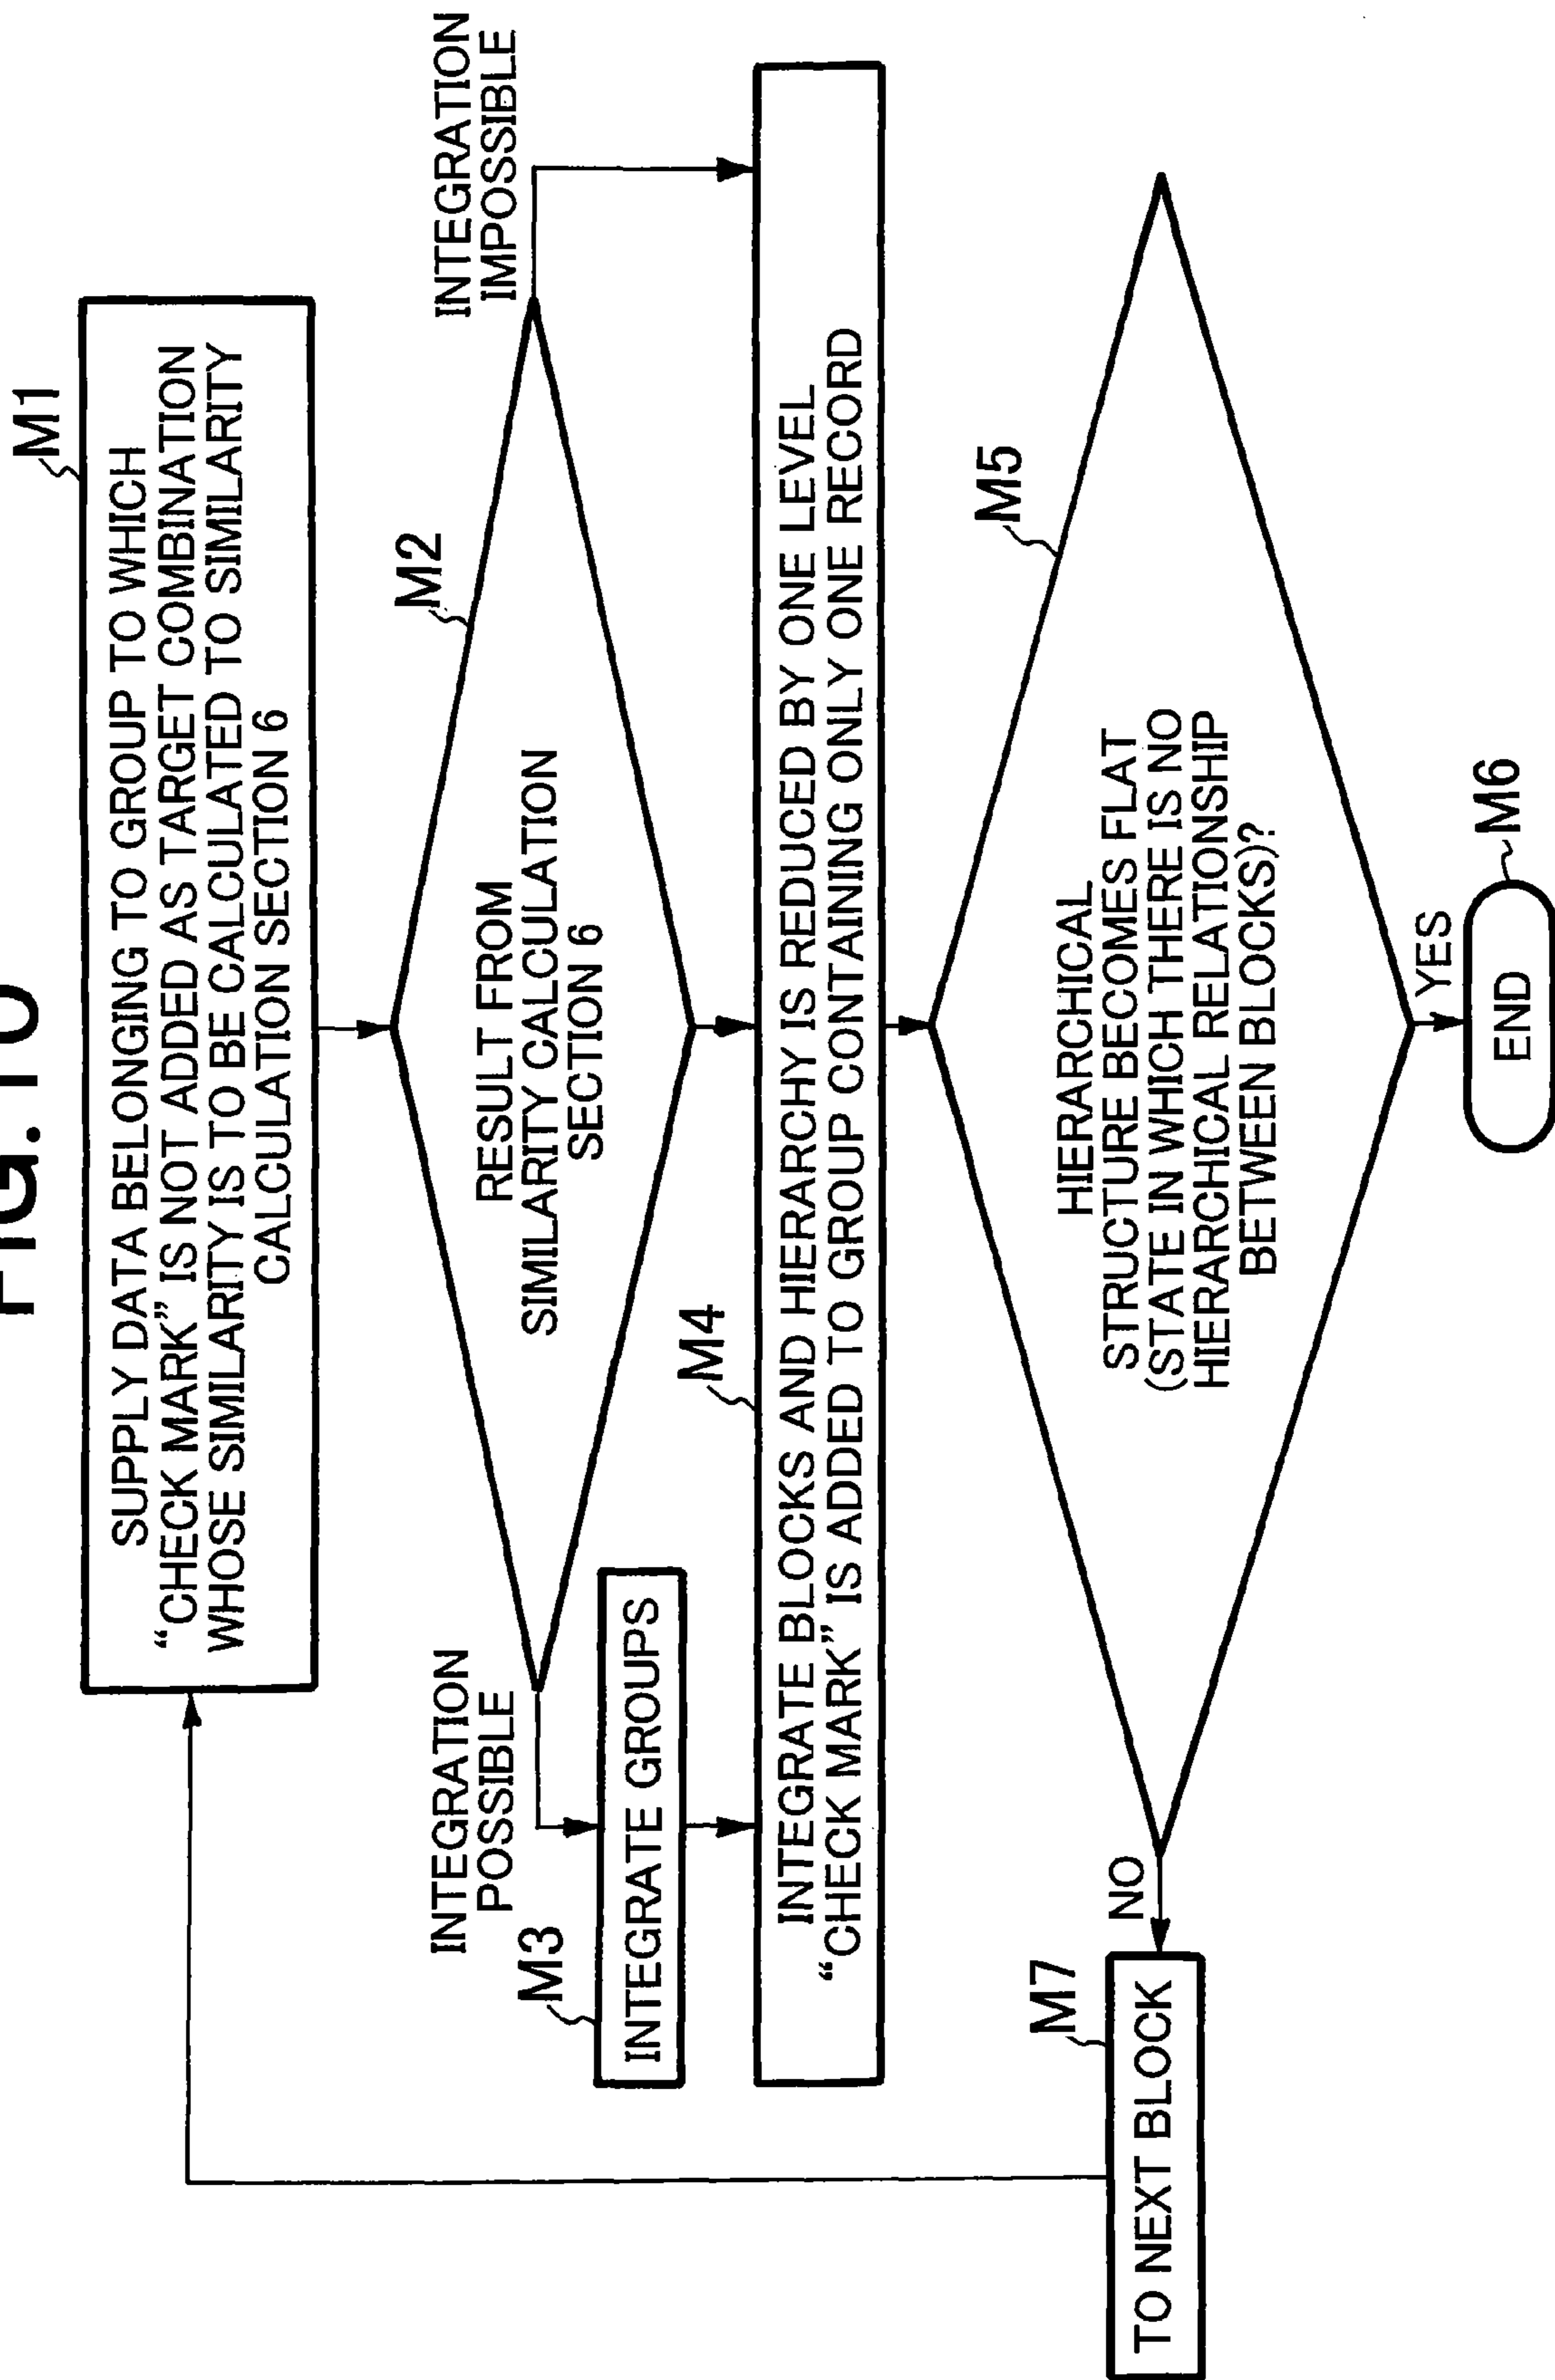 FIG. 10
M1
SUPPLY DATA BELONGING TO GROUP TO WHICH
“CHECK MARK” IS NOT ADDED AS TARGET COMBINATION
WHOSE SIMILARITY IS TO BE CALCULATED TO SIMILARITY
CALCULATION SECTION 6
M2
RESULT FROM
SIMILARITY CALCULATION
SECTION 6
INTEGRATION
POSSIBLE
INTEGRATION
IMPOSSIBLE
M3
INTEGRATE GROUPS
M4
INTEGRATE BLOCKS AND HIERARCHY IS REDUCED BY ONE LEVEL
“CHECK MARK” IS ADDED TO GROUP CONTAINING ONLY ONE RECORD
M5
HIERARCHICAL
STRUCTURE BECOMES FLAT
(STATE IN WHICH THERE IS NO
HIERARCHICAL RELATIONSHIP
BETWEEN BLOCKS)?
NO
M7
TO NEXT BLOCK
YES
M6
END